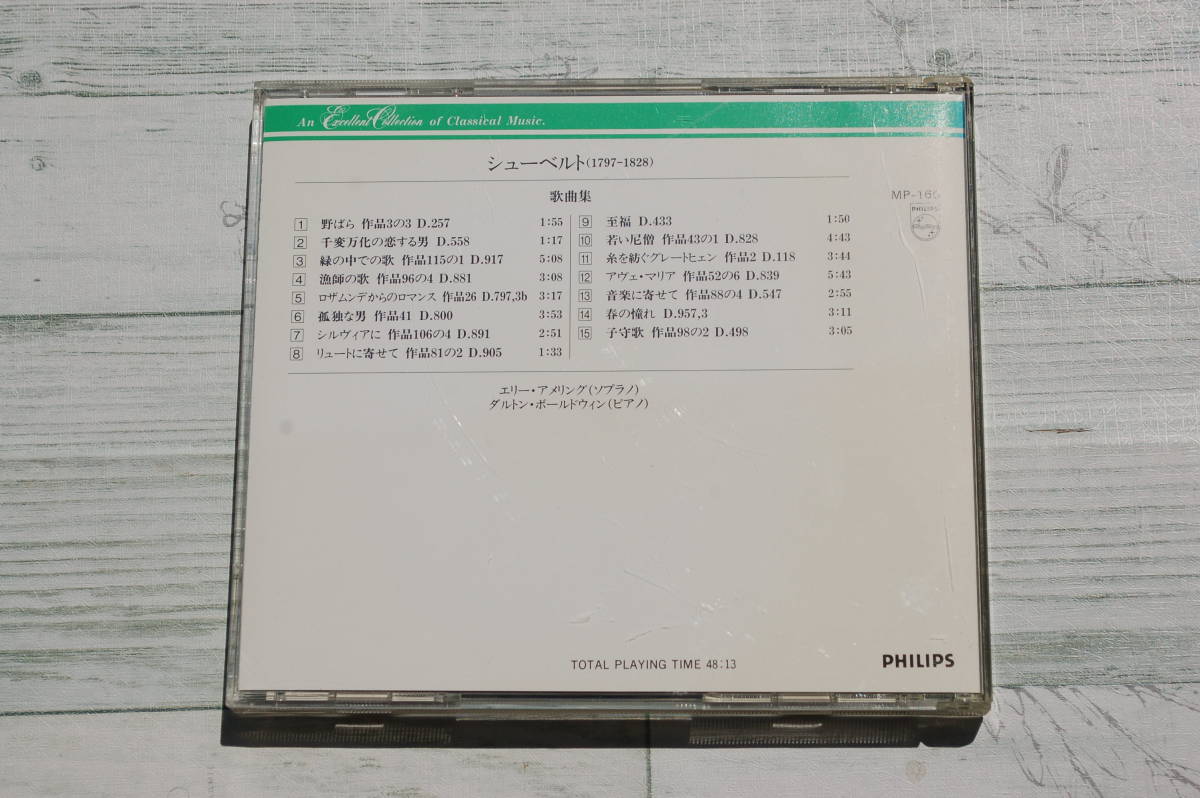 An Excellent Collection of Classical Music.
シューベルト(1797-1828)
歌曲集
MP-166
PHILIPS
1 野ばら 作品3の3 D.257 1:55
2 千変万化の恋する男 D.558 1:17
3 緑の中での歌 作品115の1 D.917 5:08
4 漁師の歌 作品96の4 D.881 3:08
5 ロザムンデからのロマンス 作品26 D.797,3b 3:17
6 孤独な男 作品41 D.800 3:53
7 シルヴィアに 作品106の4 D.891 2:51
8 リュートに寄せて 作品81の2 D.905 1:33
9 至福 D.433 1:50
10 若い尼僧 作品43の1 D.828 4:43
11 糸を紡ぐグレートヒェン 作品2 D.118 3:44
12 アヴェ・マリア 作品52の6 D.839 5:43
13 音楽に寄せて 作品88の4 D.547 2:55
14 春の憧れ D.957,3 3:11
15 子守歌 作品98の2 D.498 3:05
エリー・アメリング(ソプラノ)
ダルトン・ボールドウィン(ピアノ)
TOTAL PLAYING TIME 48:13
PHILIPS